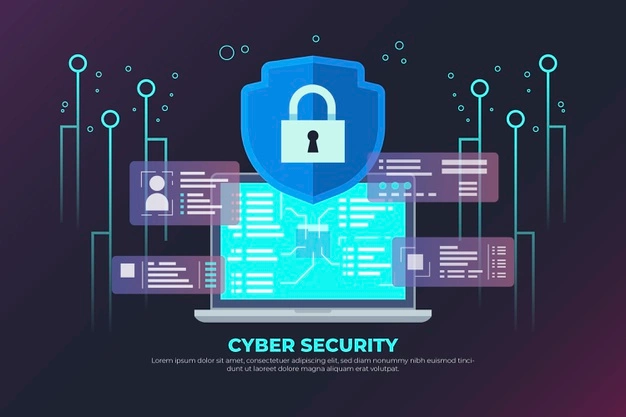 CYBER SECURITY
Lorem ipsum dolor sit amet, consectetuer adipiscing elit, sed diam nonummy nibh euismod tincid-
dunt ut laoreet dolore magna aliquam erat volutpat.